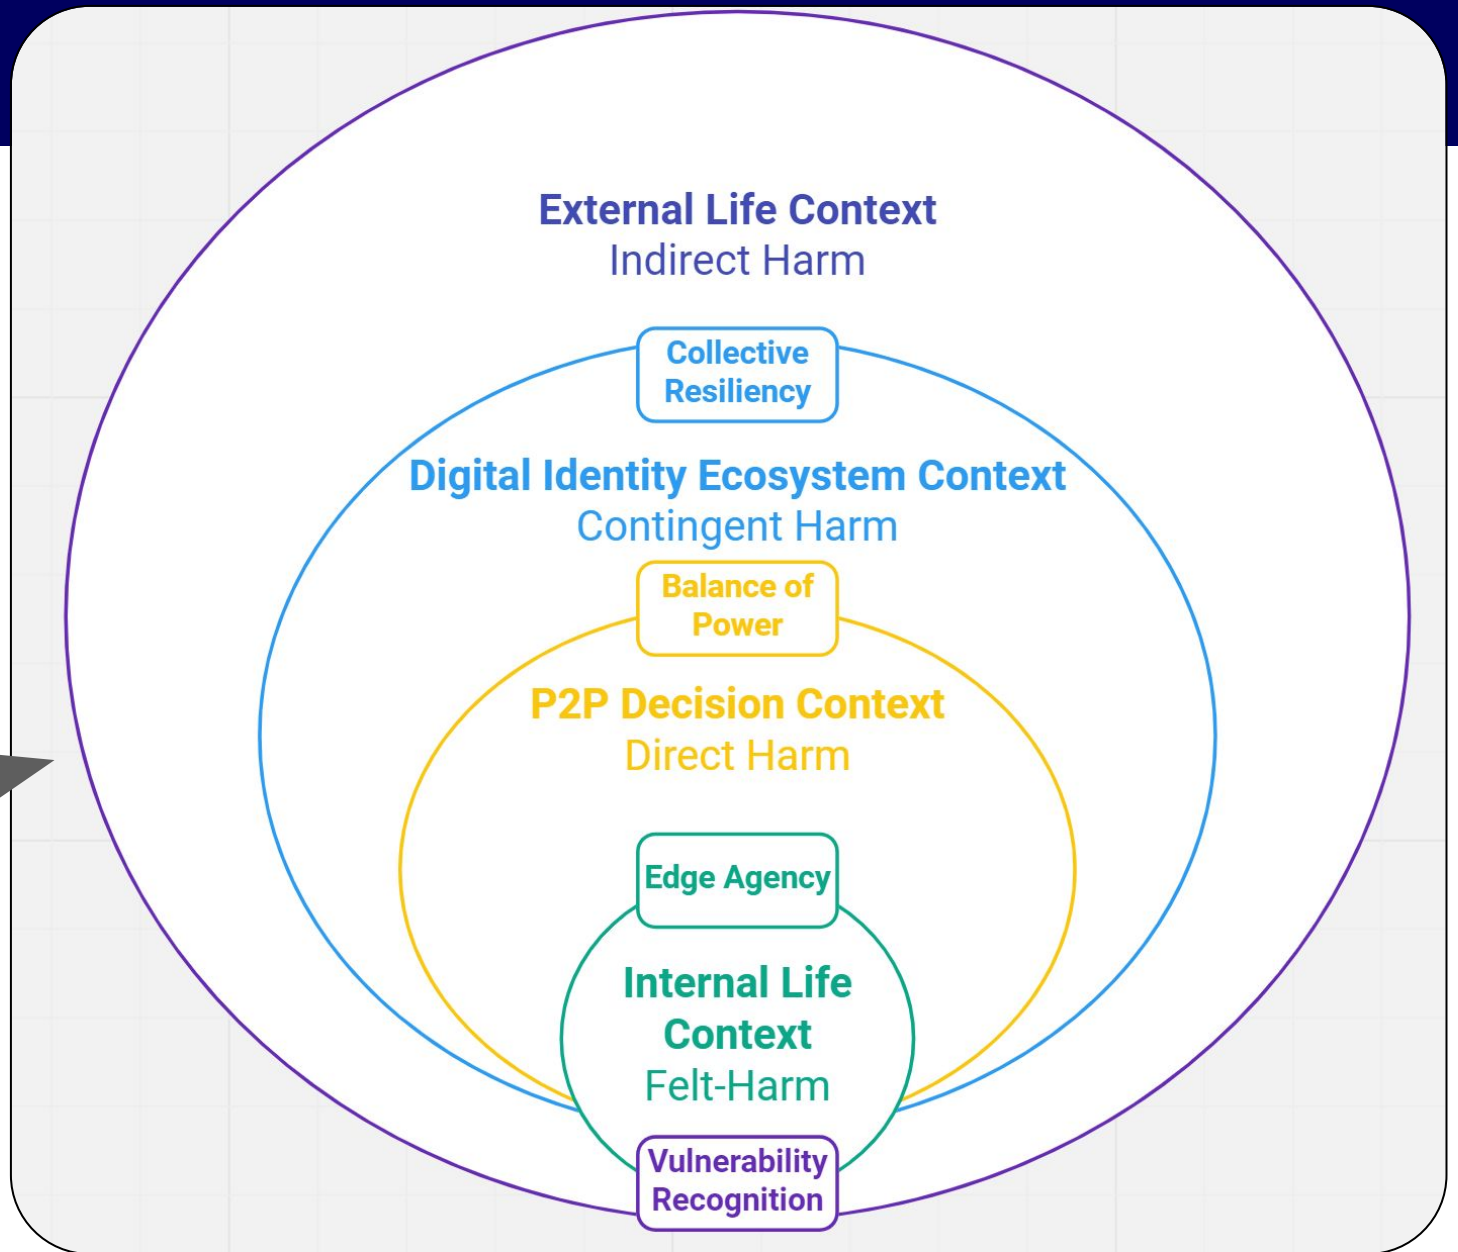 External Life Context
Indirect Harm
Collective
Resiliency
Digital Identity Ecosystem Context
Contingent Harm
Balance of
Power
P2P Decision Context
Direct Harm
Edge Agency
Internal Life
Context
Felt-Harm
Vulnerability
Recognition